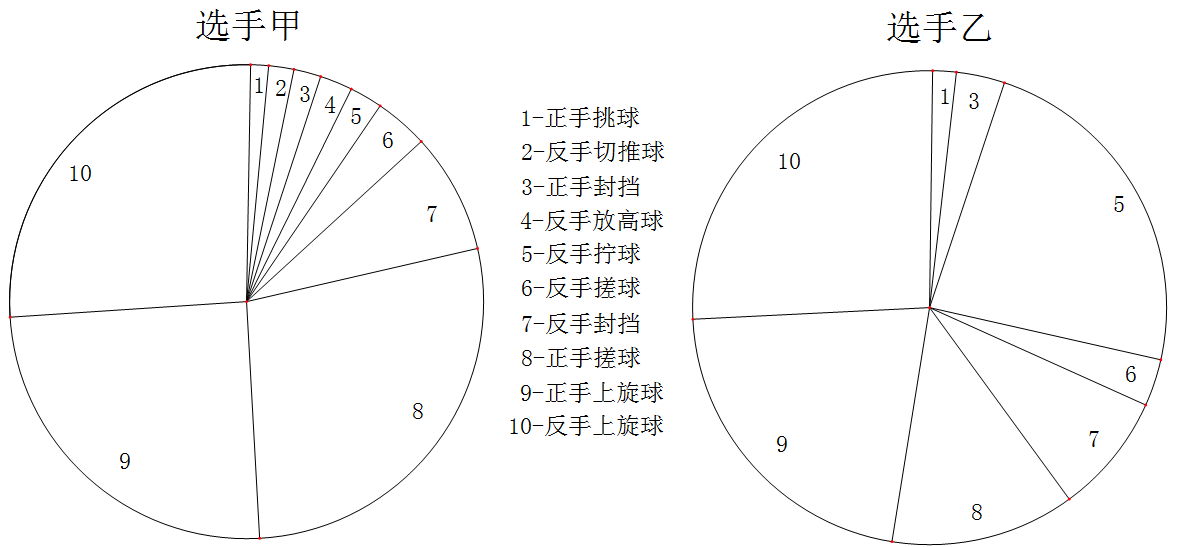 选手甲
选手乙
1
2
3
4
5
6
7
8
9
10
1-正手挑球
2-反手切推球
3-正手封挡
4-反手放高球
5-反手拧球
6-反手搓球
7-反手封挡
8-正手搓球
9-正手上旋球
10-反手上旋球
1
3
5
6
7
8
9
10